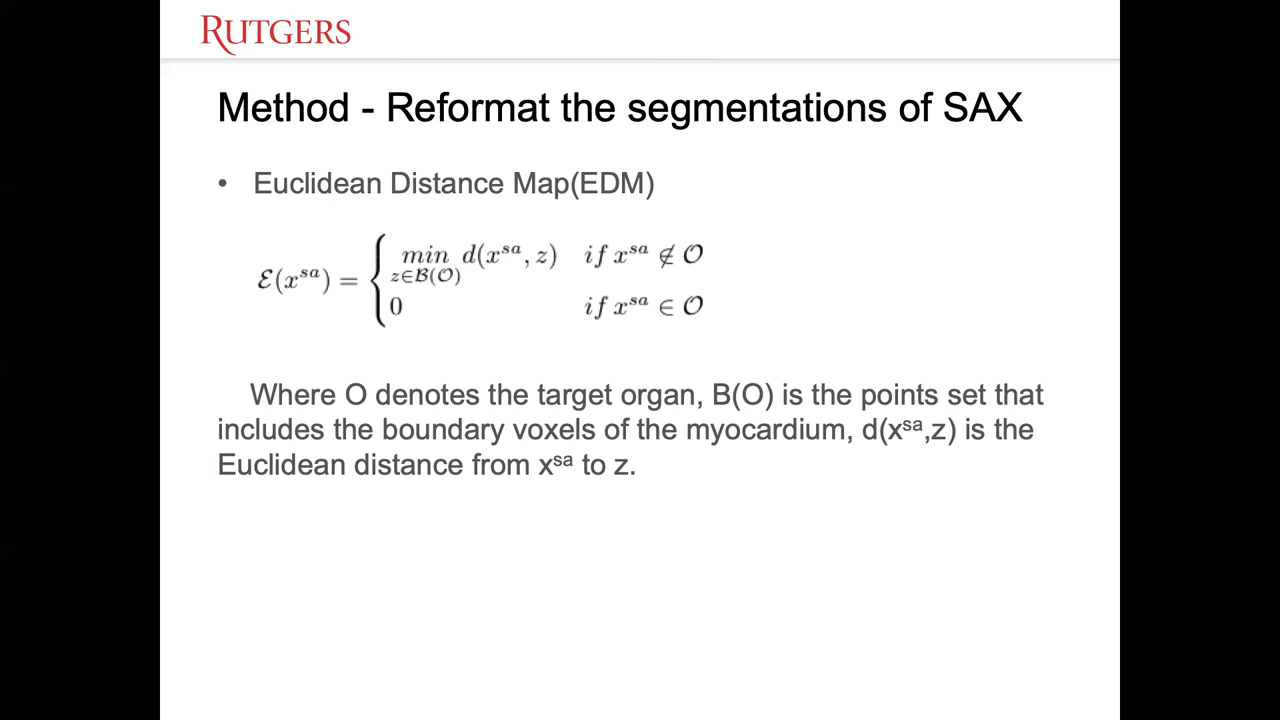 RUTGERS
Method - Reformat the segmentations of SAX
• Euclidean Distance Map(EDM)
ℰ(x^{sa}) = { min_{z∈ℬ(𝒪)} d(x^{sa}, z) if x^{sa} ∉ 𝒪
0 if x^{sa} ∈ 𝒪
Where O denotes the target organ, B(O) is the points set that
includes the boundary voxels of the myocardium, d(x^{sa},z) is the
Euclidean distance from x^{sa} to z.